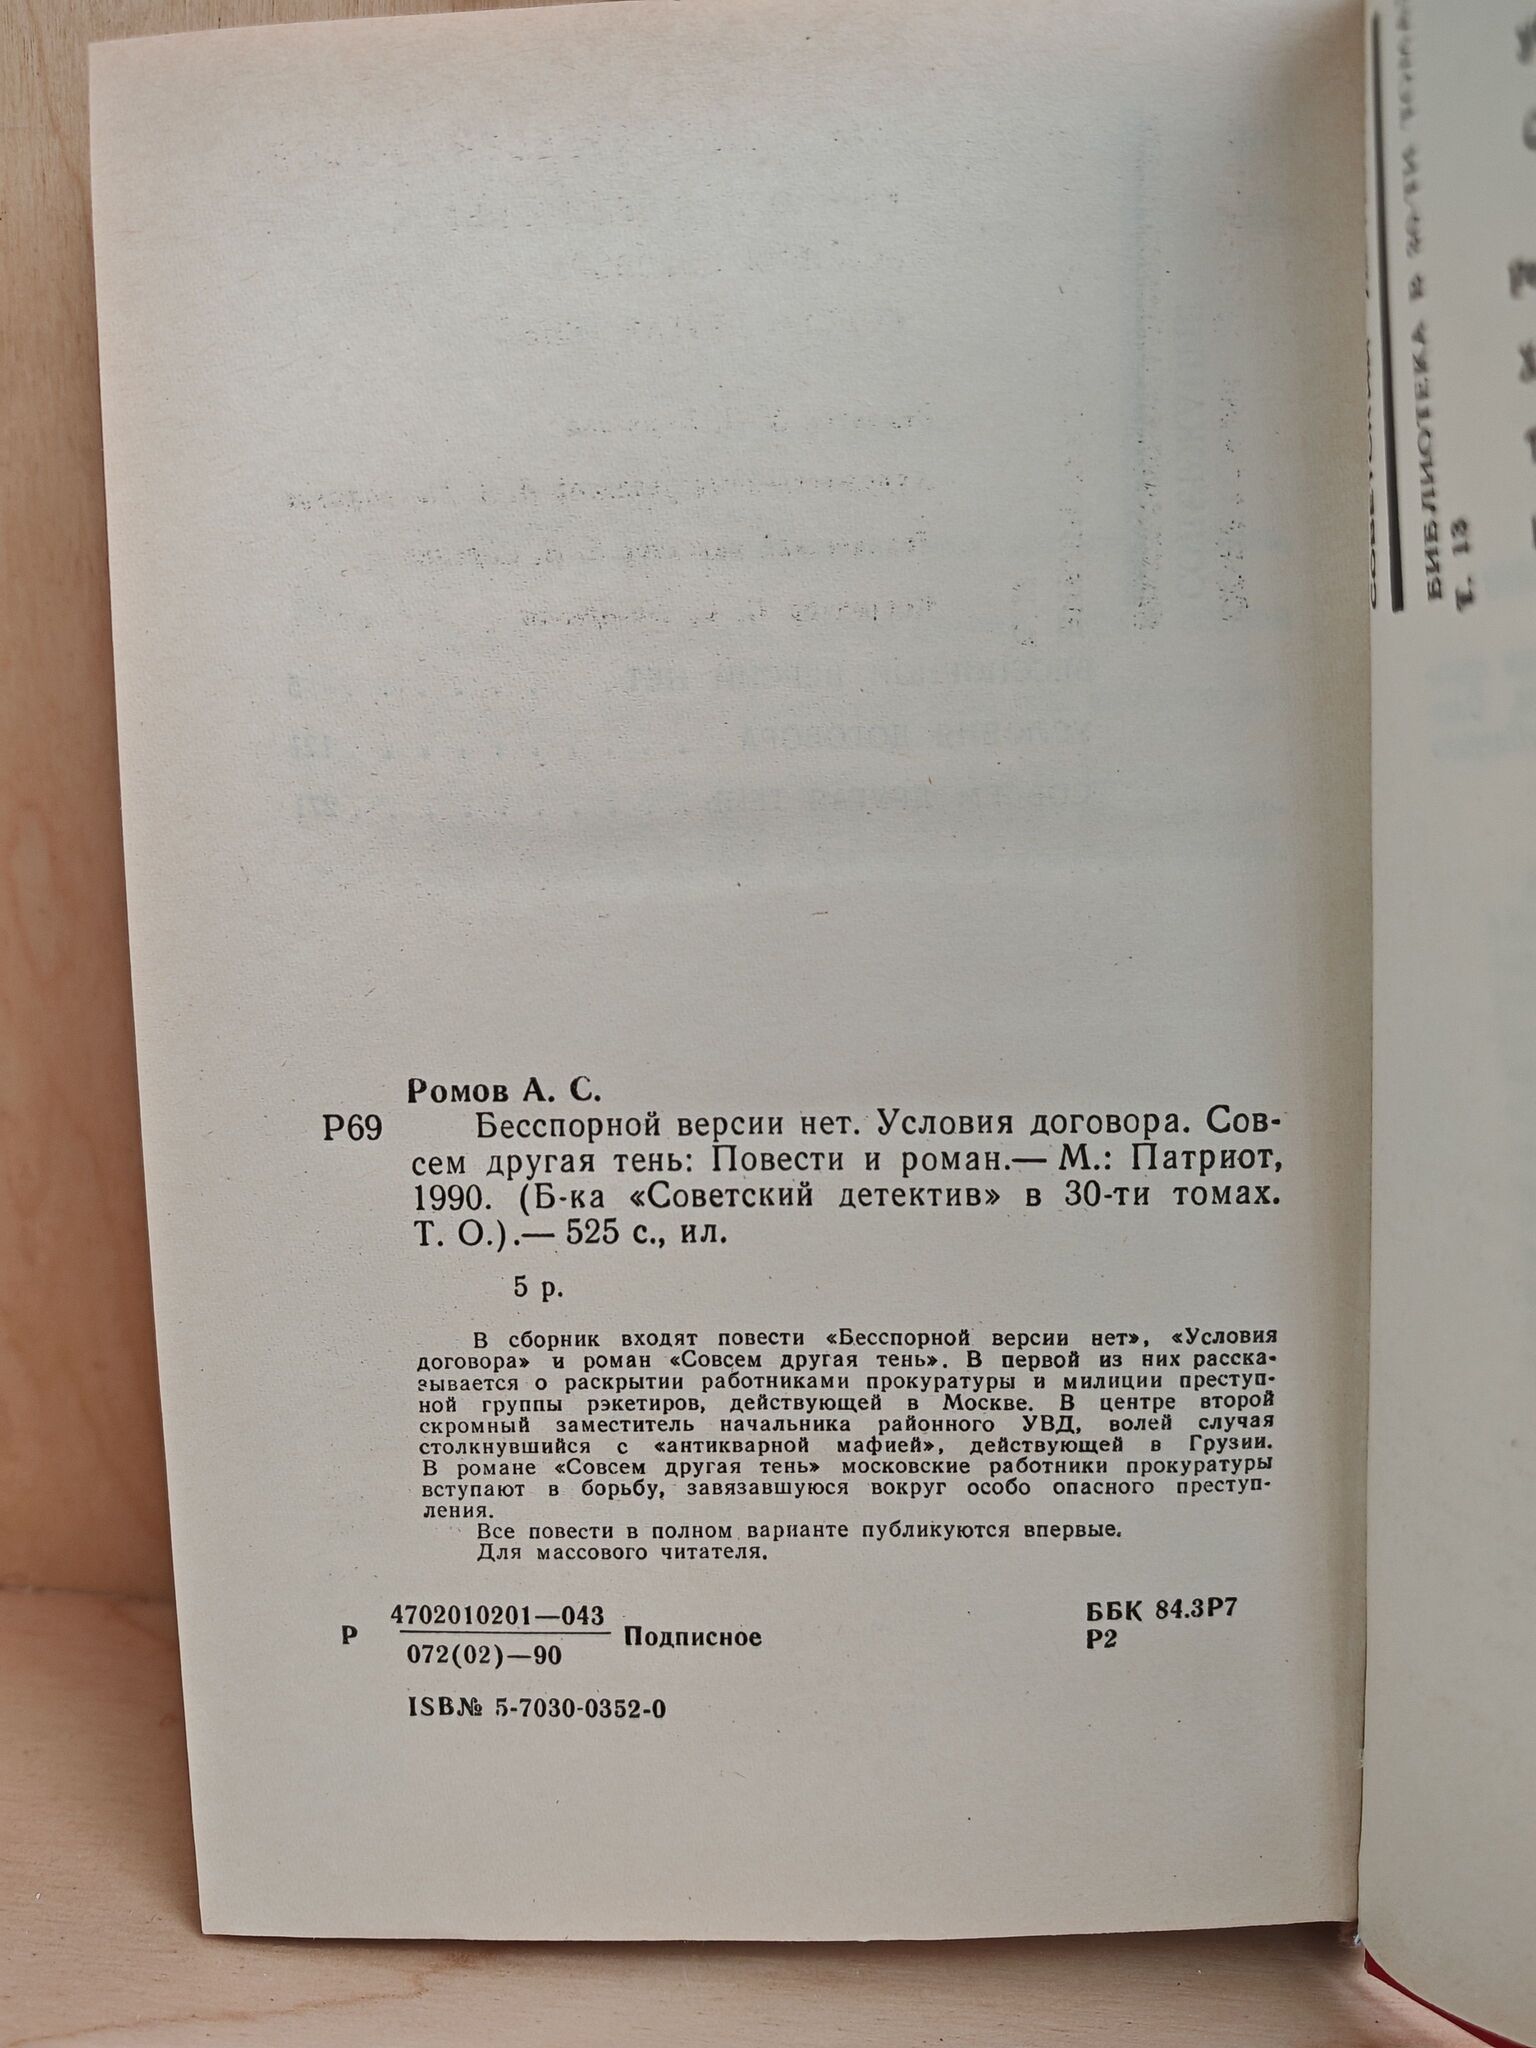 Ромов А. С.
Р69 Бесспорной версии нет. Условия договора. Сов-
сем другая тень: Повести и роман.— М.: Патриот,
1990. (Б-ка «Советский детектив» в 30-ти томах.
Т. О.).— 525 с., ил.
5 р.
В сборник входят повести «Бесспорной версии нет», «Условия
договора» и роман «Совсем другая тень». В первой из них расска-
зывается о раскрытии работниками прокуратуры и милиции преступ-
ной группы рэкетиров, действующей в Москве. В центре второй
скромный заместитель начальника районного УВД, волей случая
столкнувшийся с «антикварной мафией», действующей в Грузии.
В романе «Совсем другая тень» московские работники прокуратуры
вступают в борьбу, завязавшуюся вокруг особо опасного преступ-
ления.
Все повести в полном варианте публикуются впервые.
Для массового читателя.
Р 4702010201—043
072(02)—90 Подписное
ББК 84.3Р7
Р2
ISB№ 5-7030-0352-0
БИБЛИОТЕКА В
Т. 13